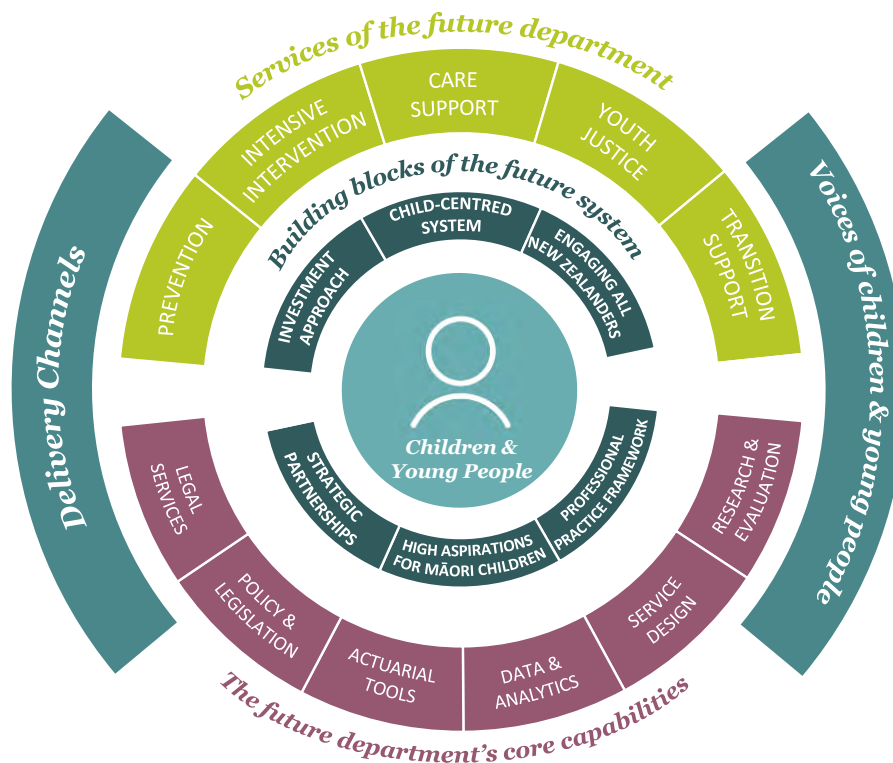 Services of the future department
PREVENTION
INTENSIVE
INTERVENTION
CARE
SUPPORT
YOUTH
JUSTICE
TRANSITION
SUPPORT
Building blocks of the future system
INVESTMENT
APPROACH
CHILD-CENTRED
SYSTEM
ENGAGING ALL
NEW ZEALANDERS
Delivery Channels
Children &
Young People
Voices of children & young people
STRATEGIC
PARTNERSHIPS
HIGH ASPIRATIONS
FOR MĀORI CHILDREN
PROFESSIONAL
PRACTICE FRAMEWORK
LEGAL
SERVICES
POLICY &
LEGISLATION
ACTUARIAL
TOOLS
DATA &
ANALYTICS
SERVICE
DESIGN
RESEARCH &
EVALUATION
The future department's core capabilities